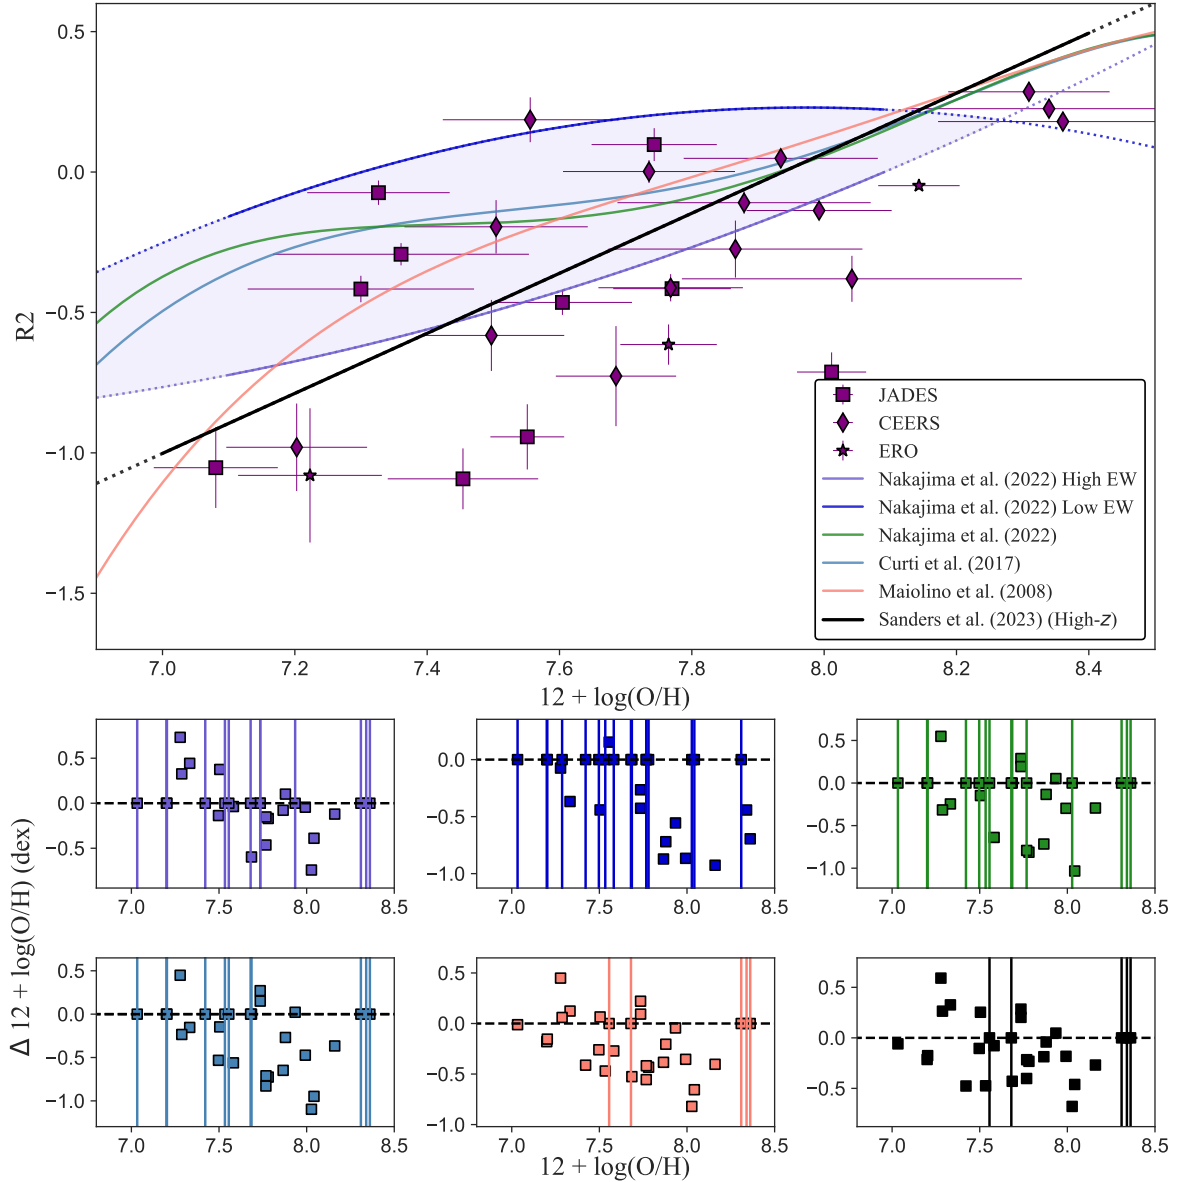 0.5
0.0
−0.5
−1.0
−1.5
R2
JADES
CEERS
ERO
Nakajima et al. (2022) High EW
Nakajima et al. (2022) Low EW
Nakajima et al. (2022)
Curti et al. (2017)
Maiolino et al. (2008)
Sanders et al. (2023) (High-z)
7.0 7.2 7.4 7.6 7.8 8.0 8.2 8.4
12 + log(O/H)
Δ 12 + log(O/H) (dex)
0.5
0.0
−0.5
7.0 7.5 8.0 8.5
0.0
−0.5
−1.0
7.0 7.5 8.0 8.5
0.5
0.0
−0.5
−1.0
7.0 7.5 8.0 8.5
0.5
0.0
−0.5
−1.0
7.0 7.5 8.0 8.5
0.5
0.0
−0.5
−1.0
7.0 7.5 8.0 8.5
0.5
0.0
−0.5
7.0 7.5 8.0 8.5
12 + log(O/H)